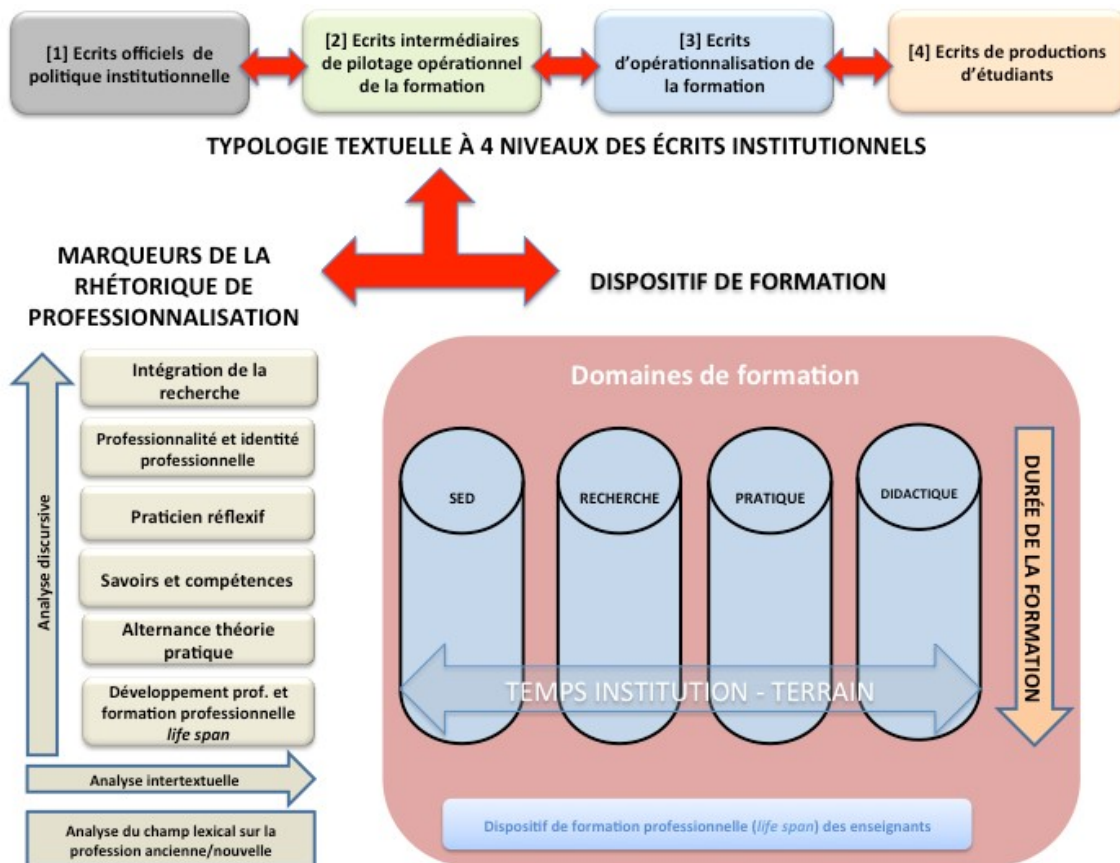 [1] Ecrits officiels de
politique institutionnelle
[2] Ecrits intermédiaires
de pilotage opérationnel
de la formation
[3] Ecrits
d'opérationnalisation de
la formation
[4] Ecrits de productions
d'étudiants
TYPOLOGIE TEXTUELLE À 4 NIVEAUX DES ÉCRITS INSTITUTIONNELS
MARQUEURS DE LA
RHÉTORIQUE DE
PROFESSIONNALISATION
DISPOSITIF DE FORMATION
Analyse discursive
Intégration de la
recherche
Professionnalité et identité
professionnelle
Praticien réflexif
Savoirs et compétences
Alternance théorie
pratique
Développement prof. et
formation professionnelle
life span
Analyse intertextuelle
Analyse du champ lexical sur la
profession ancienne/nouvelle
Domaines de formation
SED
RECHERCHE
PRATIQUE
DIDACTIQUE
TEMPS INSTITUTION - TERRAIN
DURÉE DE LA FORMATION
Dispositif de formation professionnelle (life span) des enseignants